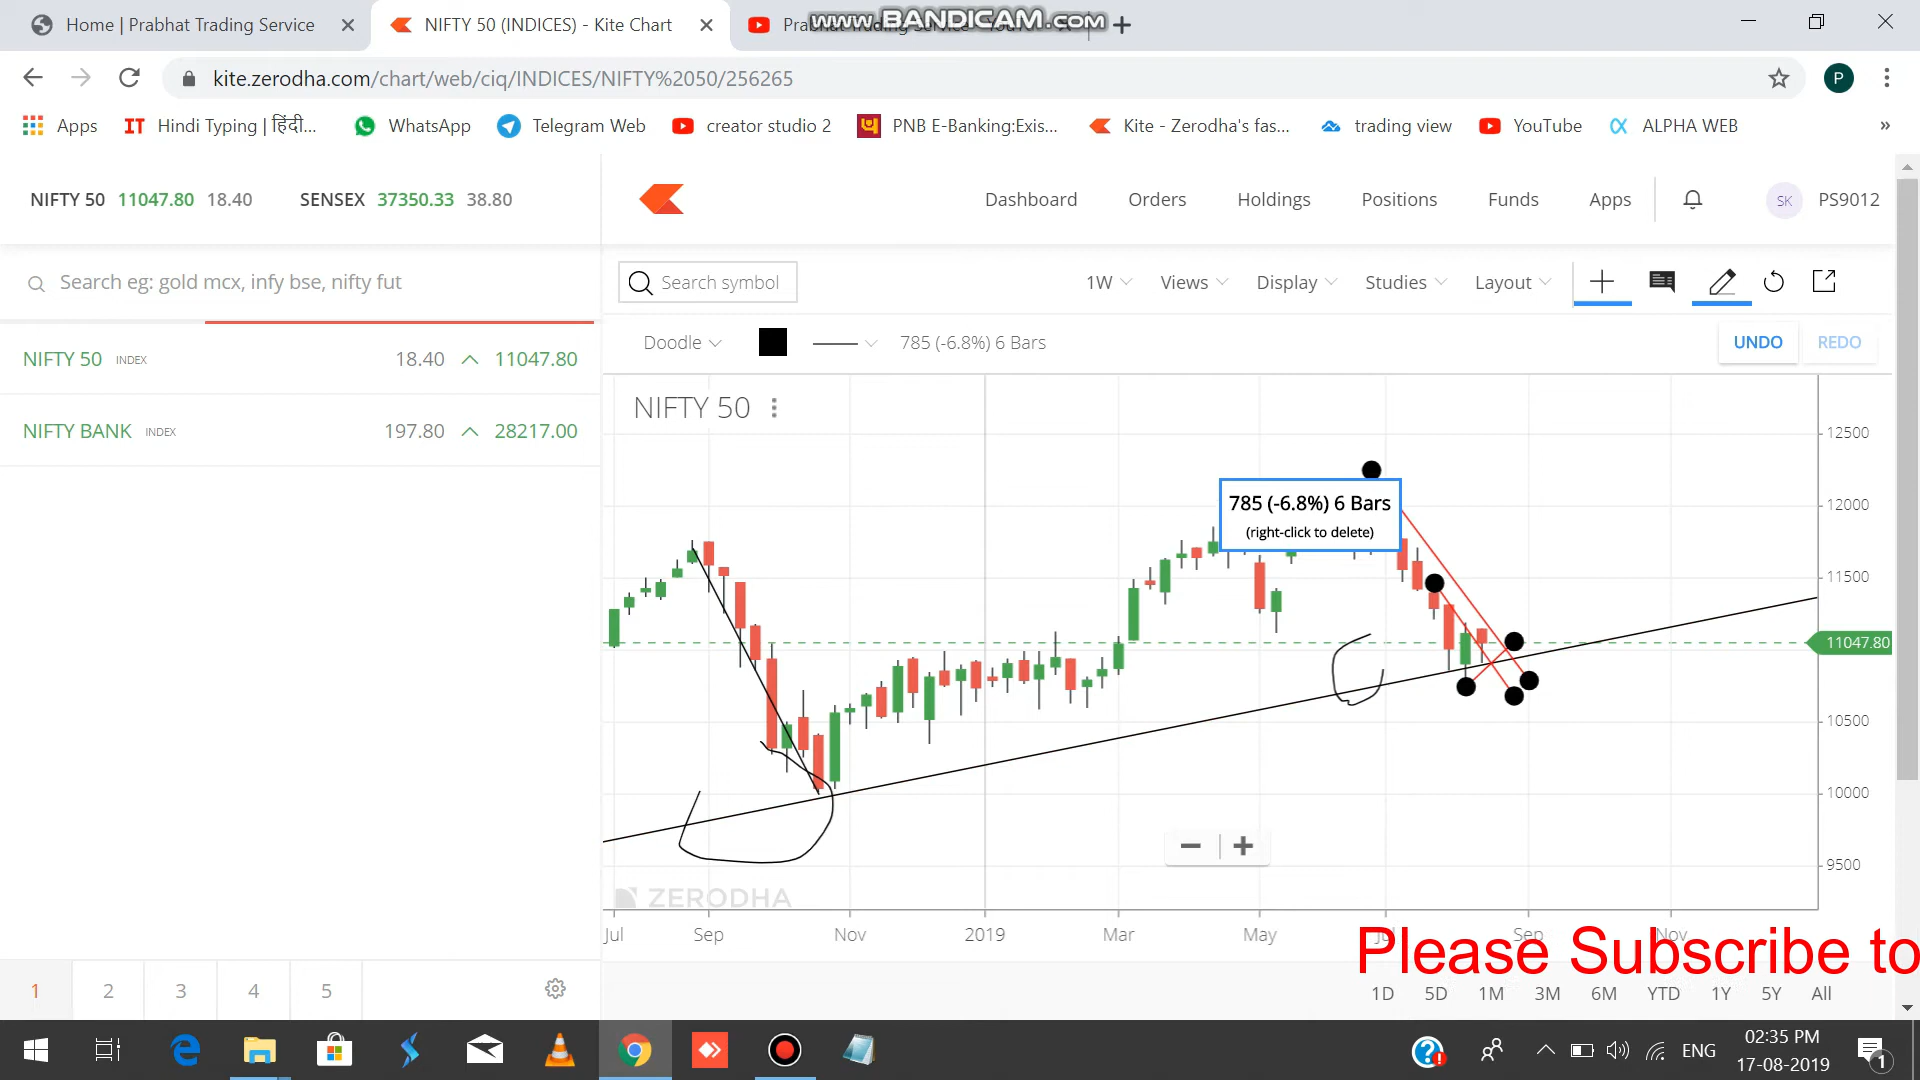 www.BANDICAM.com
Home | Prabhat Trading Service
NIFTY 50 (INDICES) - Kite Chart
kite.zerodha.com/chart/web/ciq/INDICES/NIFTY%2050/256265
P
Apps
Hindi Typing | हिंदी...
WhatsApp
Telegram Web
creator studio 2
PNB E-Banking:Exis...
Kite - Zerodha's fas...
trading view
YouTube
ALPHA WEB
»
NIFTY 50 11047.80 18.40
SENSEX 37350.33 38.80
Dashboard
Orders
Holdings
Positions
Funds
Apps
SK
PS9012
Search eg: gold mcx, infy bse, nifty fut
Search symbol
1W
Views
Display
Studies
Layout
Doodle
785 (-6.8%) 6 Bars
UNDO
REDO
NIFTY 50 INDEX 18.40 11047.80
NIFTY BANK INDEX 197.80 28217.00
NIFTY 50
785 (-6.8%) 6 Bars
(right-click to delete)
12500
12000
11500
11047.80
10500
10000
9500
ZERODHA
Jul
Sep
Nov
2019
Mar
May
Jul
Sep
Nov
Please Subscribe to
1D 5D 1M 3M 6M YTD 1Y 5Y All
1 2 3 4 5
ENG
02:35 PM
17-08-2019
1